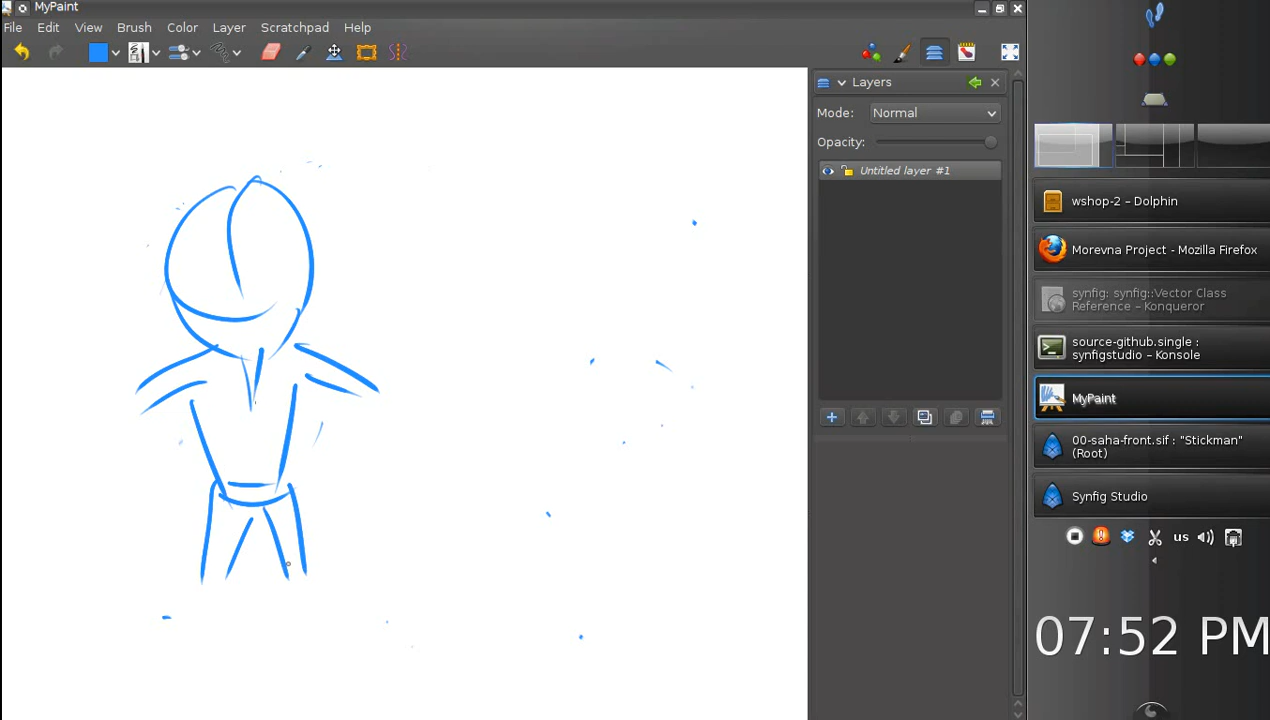 MyPaint
File Edit View Brush Color Layer Scratchpad Help
Layers
Mode: Normal
Opacity:
Untitled layer #1
wshop-2 – Dolphin
Morevna Project - Mozilla Firefox
synfig: synfig::Vector Class
Reference – Konqueror
source-github.single :
synfigstudio – Konsole
MyPaint
00-saha-front.sif : "Stickman"
(Root)
Synfig Studio
us
07:52 PM